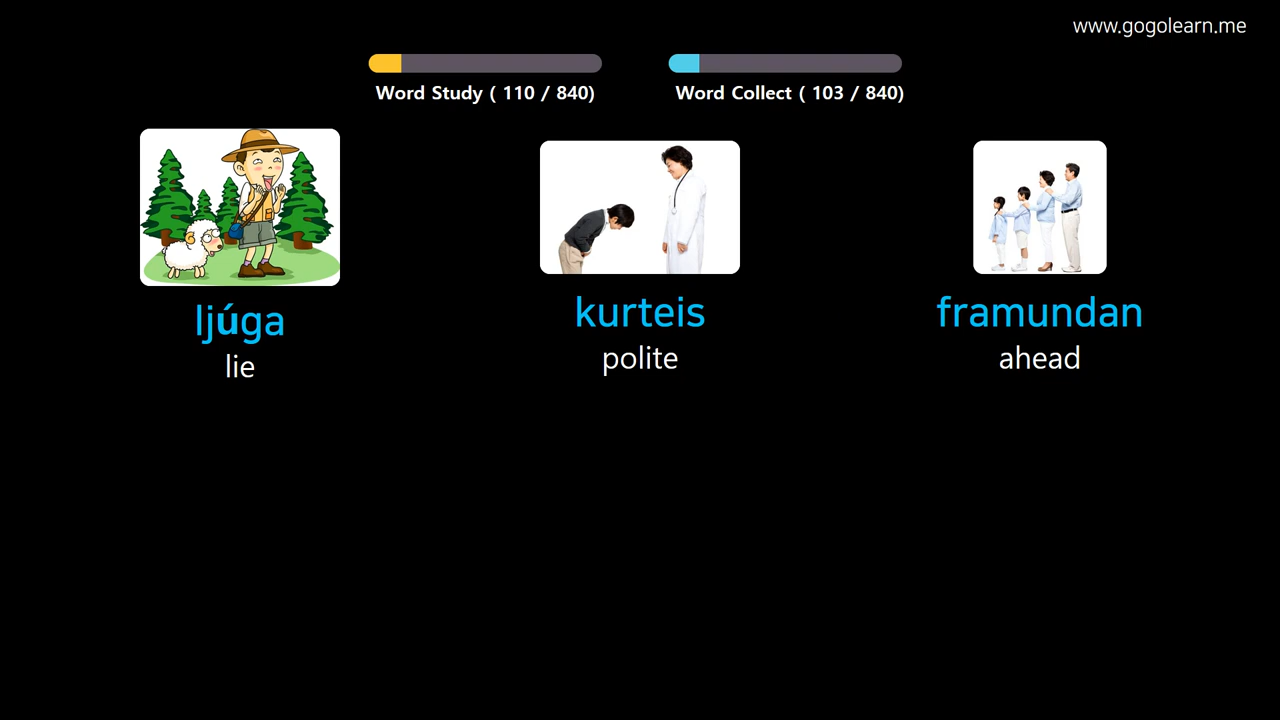 www.gogolearn.me
Word Study ( 110 / 840)
Word Collect ( 103 / 840)
ljúga
lie
kurteis
polite
framundan
ahead